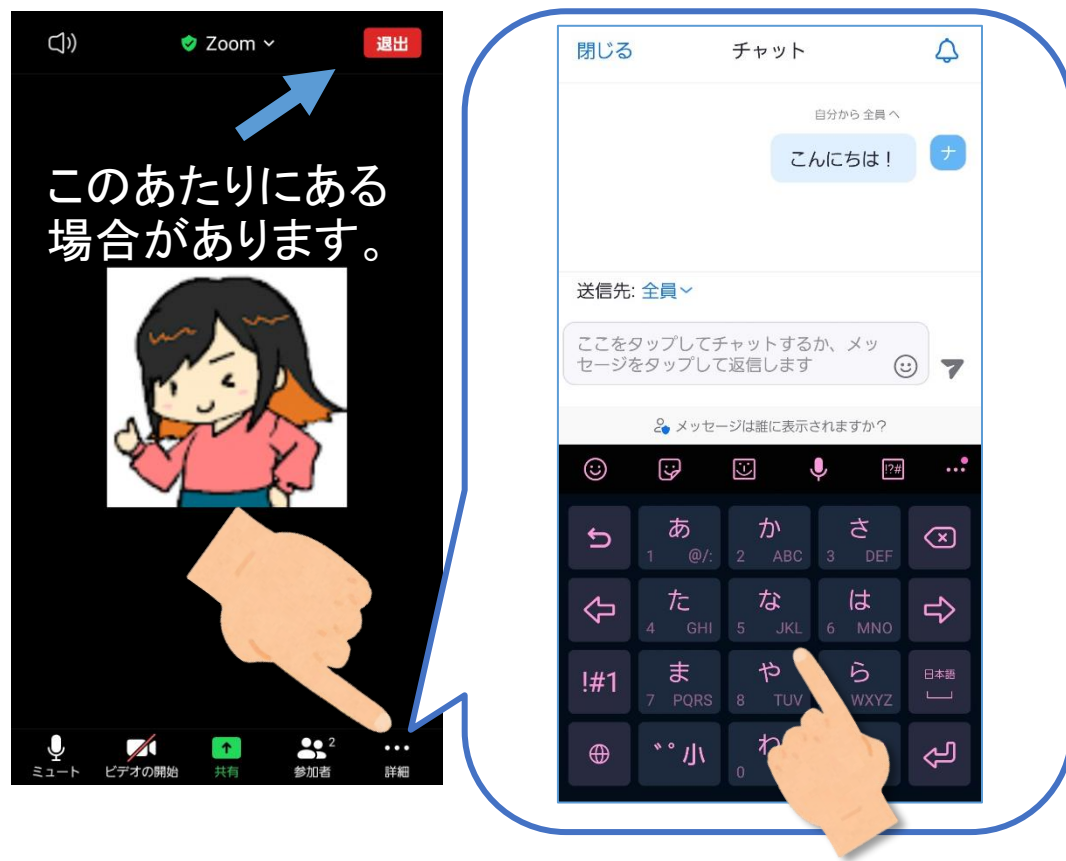 Zoom
退出
このあたりにある
場合があります。
ミュート
ビデオの開始
共有
参加者
2
詳細
閉じる
チャット
自分から 全員 へ
こんにちは！
ナ
送信先: 全員
ここをタップしてチャットするか、メッ
セージをタップして返信します
メッセージは誰に表示されますか？
!?#
あ
1 @/:
か
2 ABC
さ
3 DEF
た
4 GHI
な
5 JKL
は
6 MNO
!#1
ま
7 PQRS
や
8 TUV
ら
WXYZ
日本語
゛゜小
わ
0